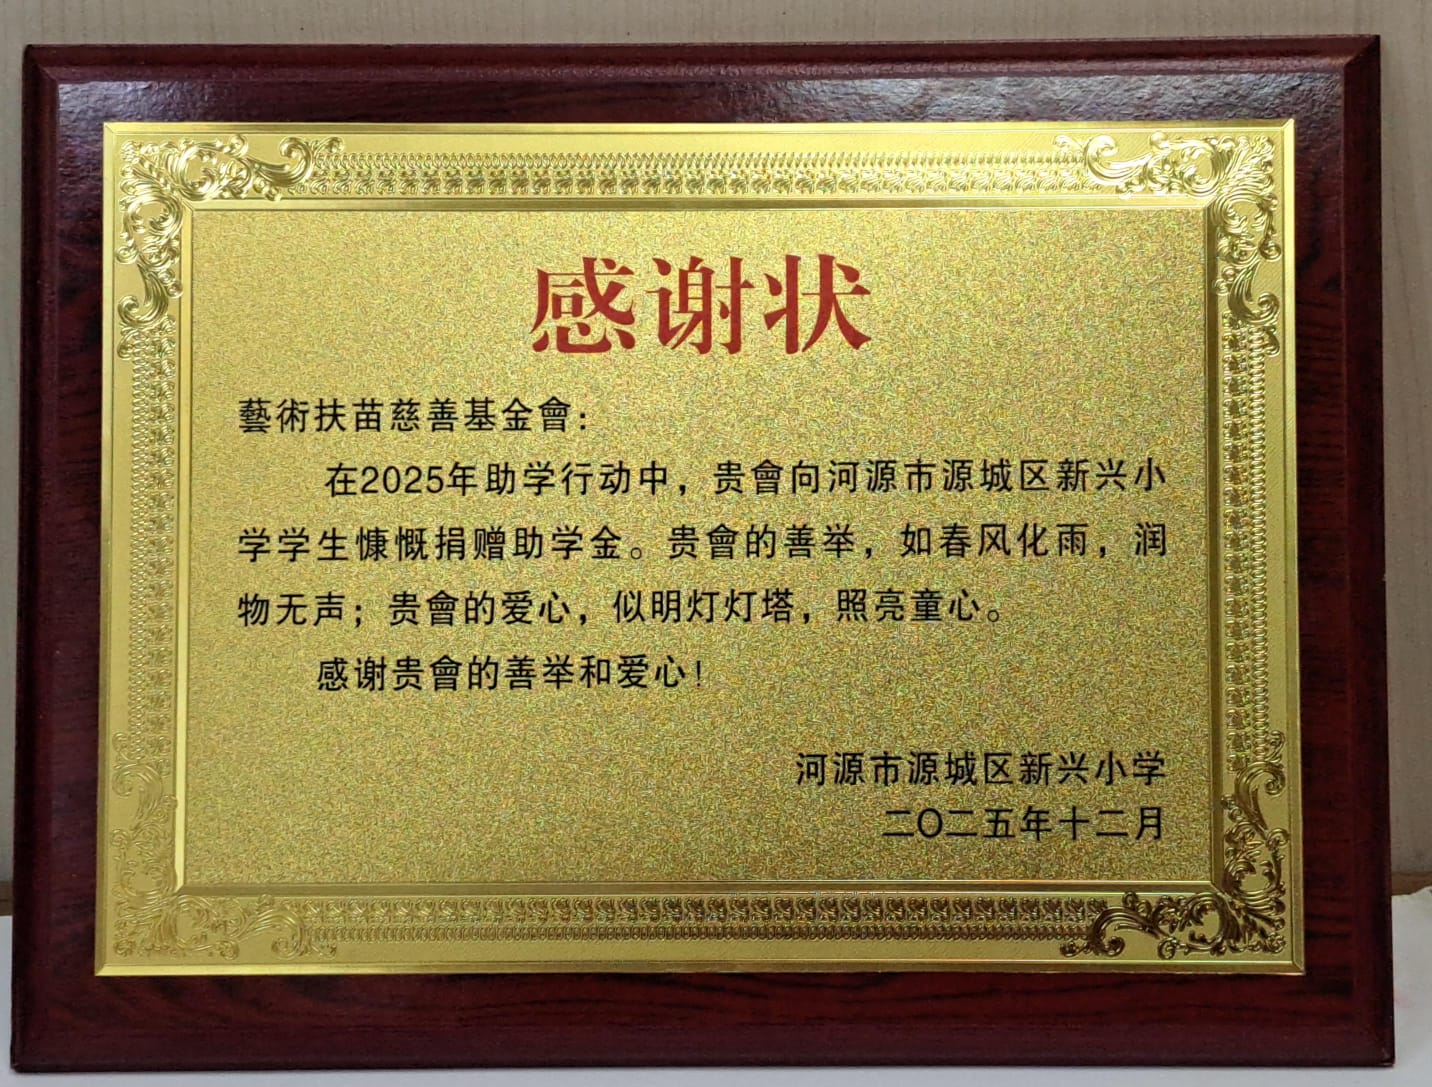 感谢状
藝術扶苗慈善基金會：
在2025年助学行动中，贵會向河源市源城区新兴小
学学生慷慨捐赠助学金。贵會的善举，如春风化雨，润
物无声；贵會的爱心，似明灯灯塔，照亮童心。
感谢贵會的善举和爱心！
河源市源城区新兴小学
二〇二五年十二月